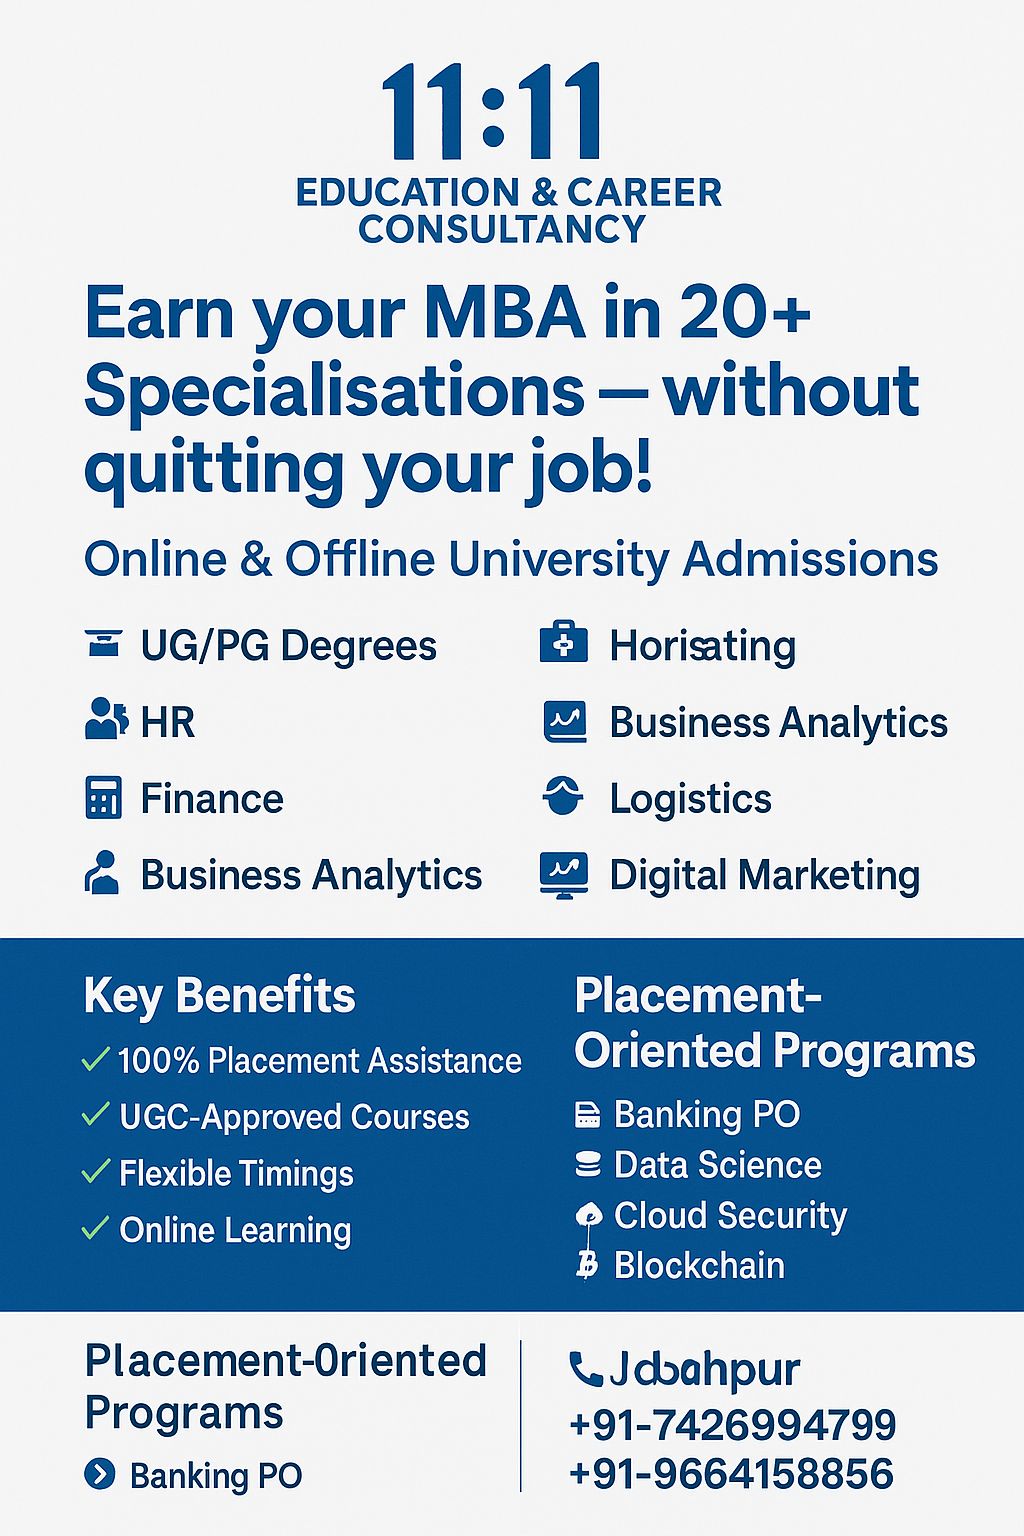 11:11
EDUCATION & CAREER
CONSULTANCY
Earn your MBA in 20+
Specialisations — without
quitting your job!
Online & Offline University Admissions
UG/PG Degrees
HR
Finance
Business Analytics
Horisating
Business Analytics
Logistics
Digital Marketing
Key Benefits
100% Placement Assistance
UGC-Approved Courses
Flexible Timings
Online Learning
Placement-
Oriented Programs
Banking PO
Data Science
Cloud Security
Blockchain
Placement-Oriented
Programs
Banking PO
+91-7426994799
+91-9664158856